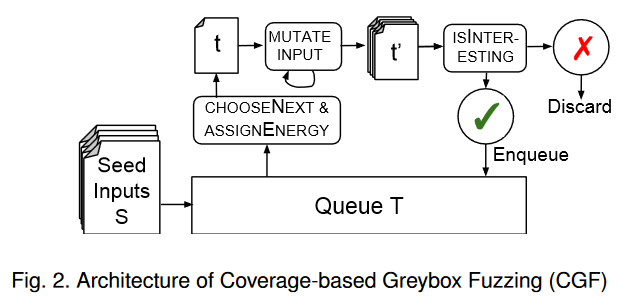 t
MUTATE
INPUT
t'
ISINTER-
ESTING
Discard
CHOOSENEXT &
ASSIGNENERGY
Enqueue
Seed
Inputs
S
Queue T
Fig. 2. Architecture of Coverage-based Greybox Fuzzing (CGF)